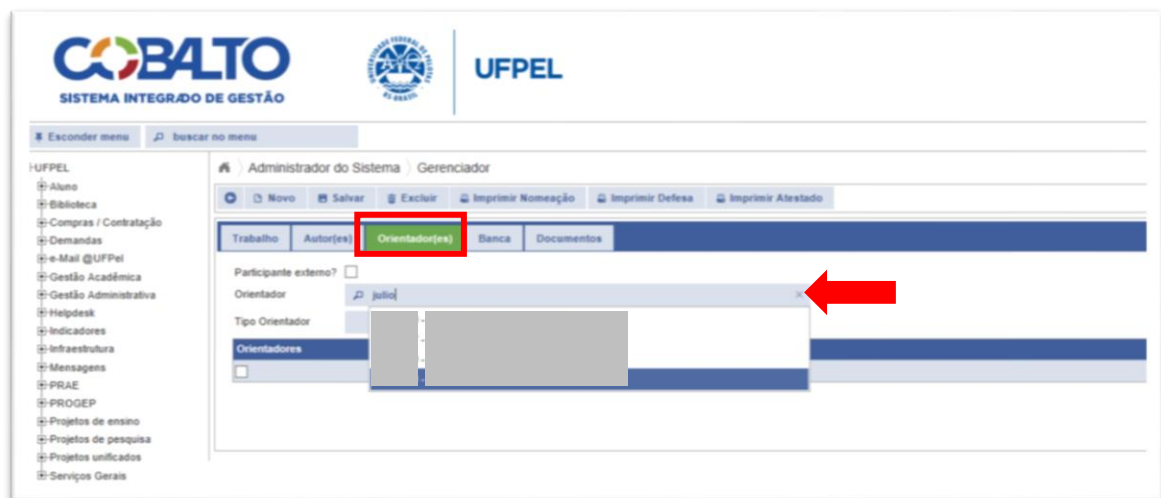 COBALTO
SISTEMA INTEGRADO DE GESTÃO
UFPEL
Esconder menu
buscar no menu
UFPEL
Aluno
Biblioteca
Compras / Contratação
Demandas
e-Mail @UFPel
Gestão Acadêmica
Gestão Administrativa
Helpdesk
Indicadores
Infraestrutura
Mensagens
PRAE
PROGEP
Projetos de ensino
Projetos de pesquisa
Projetos unificados
Serviços Gerais
Administrador do Sistema
Gerenciador
Novo
Salvar
Excluir
Imprimir Nomeação
Imprimir Defesa
Imprimir Atestado
Trabalho
Autor(es)
Orientador(es)
Banca
Documentos
Participante externo?
Orientador
julio
Tipo Orientador
Orientadores